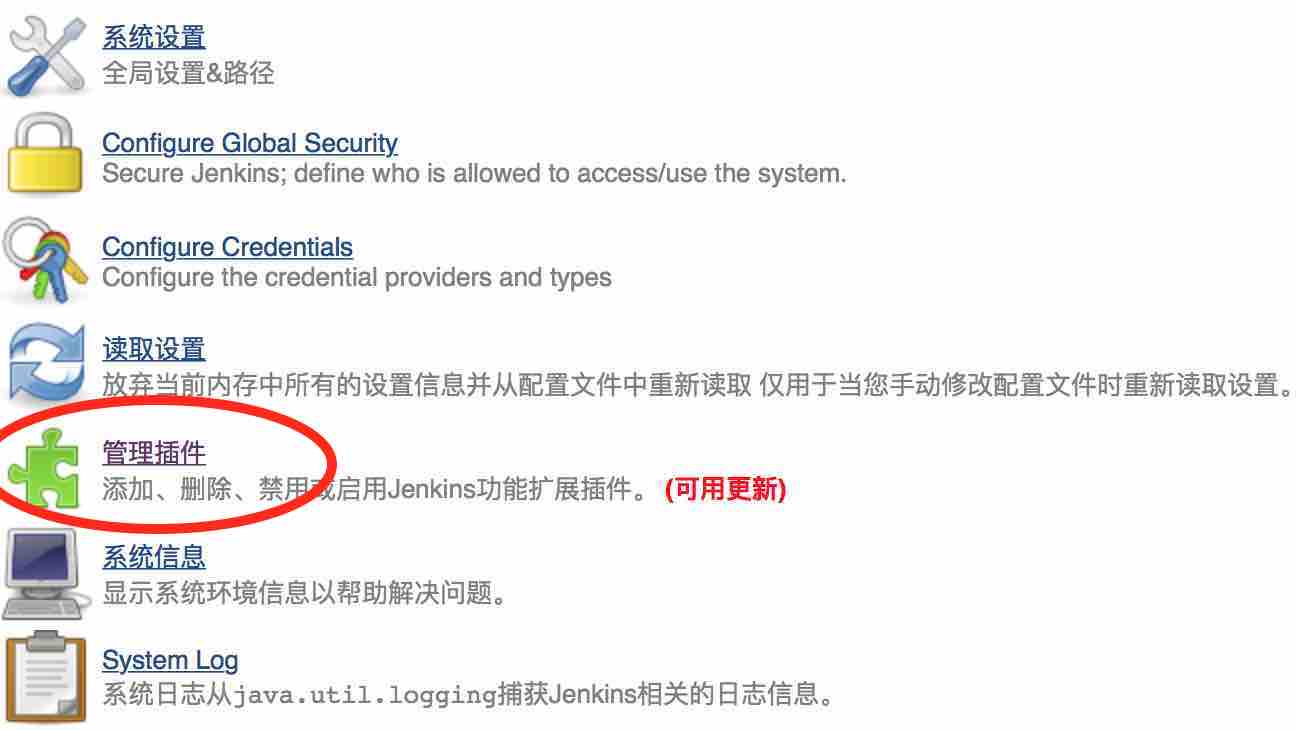 系统设置
全局设置&路径
Configure Global Security
Secure Jenkins; define who is allowed to access/use the system.
Configure Credentials
Configure the credential providers and types
读取设置
放弃当前内存中所有的设置信息并从配置文件中重新读取 仅用于当您手动修改配置文件时重新读取设置。
管理插件
添加、删除、禁用或启用Jenkins功能扩展插件。 (可用更新)
系统信息
显示系统环境信息以帮助解决问题。
System Log
系统日志从java.util.logging捕获Jenkins相关的日志信息。